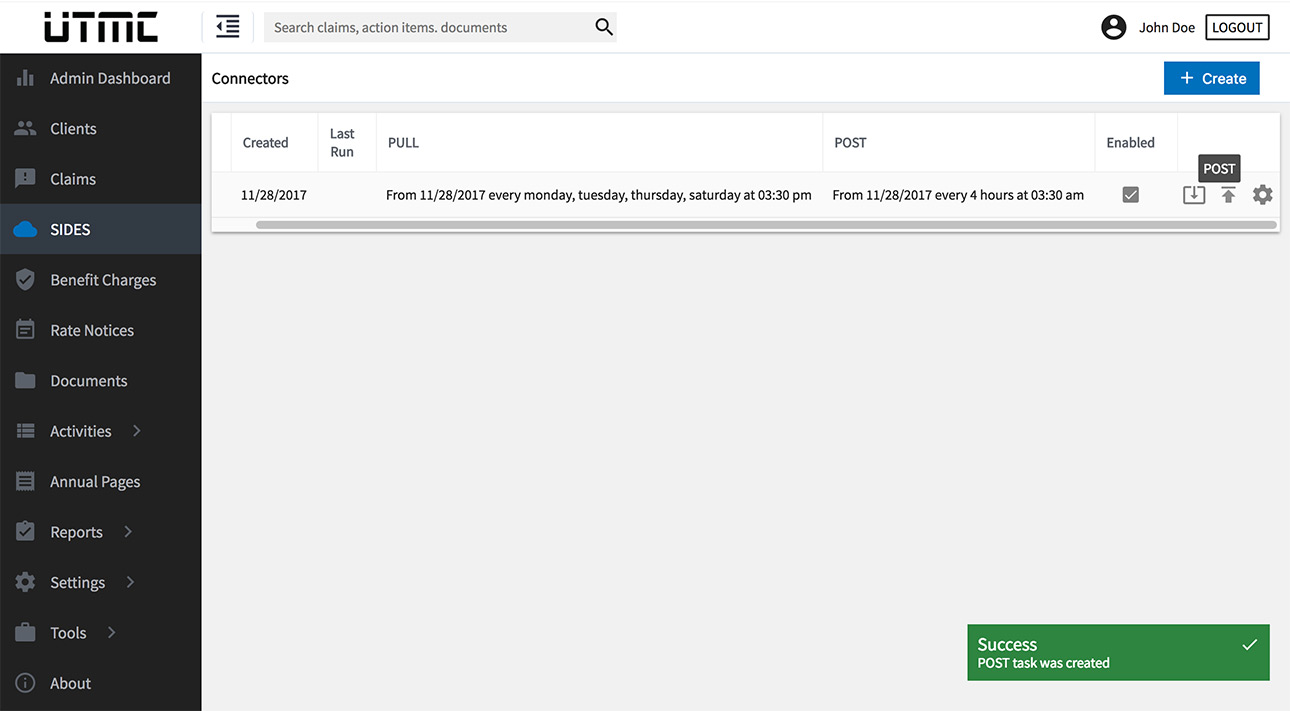 UTMC
Search claims, action items. documents
John Doe
LOGOUT
Admin Dashboard
Clients
Claims
SIDES
Benefit Charges
Rate Notices
Documents
Activities
Annual Pages
Reports
Settings
Tools
About
Connectors
+ Create
Created
Last
Run
PULL
POST
Enabled
POST
11/28/2017
From 11/28/2017 every monday, tuesday, thursday, saturday at 03:30 pm
From 11/28/2017 every 4 hours at 03:30 am
Success
POST task was created